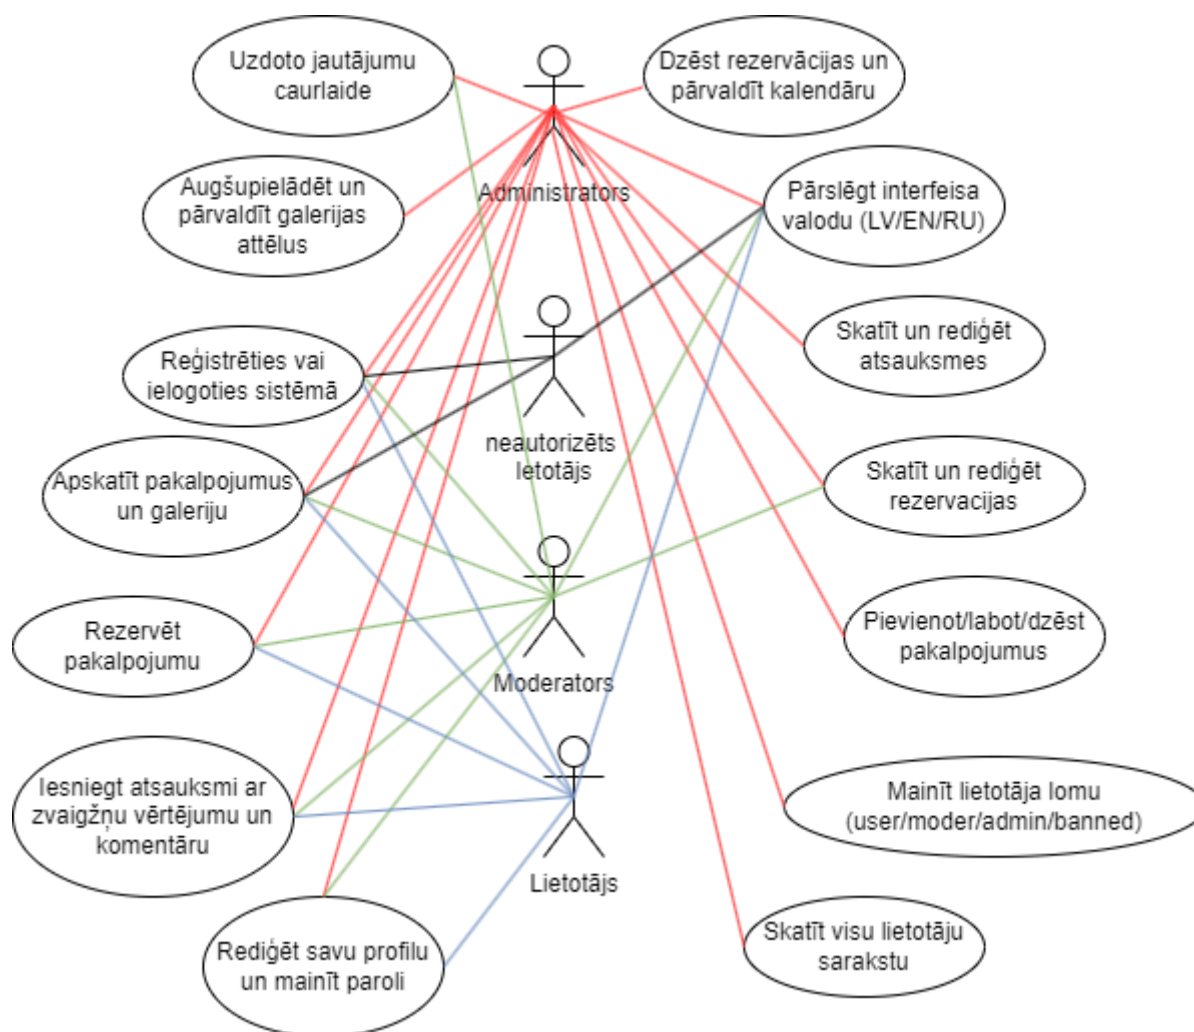 Uzdoto jautājumu
caurlaide
Dzēst rezervācijas un
pārvaldīt kalendāru
Administrators
Augšupielādēt un
pārvaldīt galerijas
attēlus
Pārslēgt interfeisa
valodu (LV/EN/RU)
Skatīt un rediģēt
atsauksmes
Reģistrēties vai
ielogoties sistēmā
neautorizēts
letotājs
Apskatīt pakalpojumus
un galeriju
Skatīt un rediģēt
rezervacijas
Rezervēt
pakalpojumu
Moderators
Pievienot/labot/dzēst
pakalpojumus
Iesniegt atsauksmi ar
zvaigžņu vērtējumu un
komentāru
Mainīt lietotāja lomu
(user/moder/admin/banned)
Lietotājs
Rediģēt savu profilu
un mainīt paroli
Skatīt visu lietotāju
sarakstu